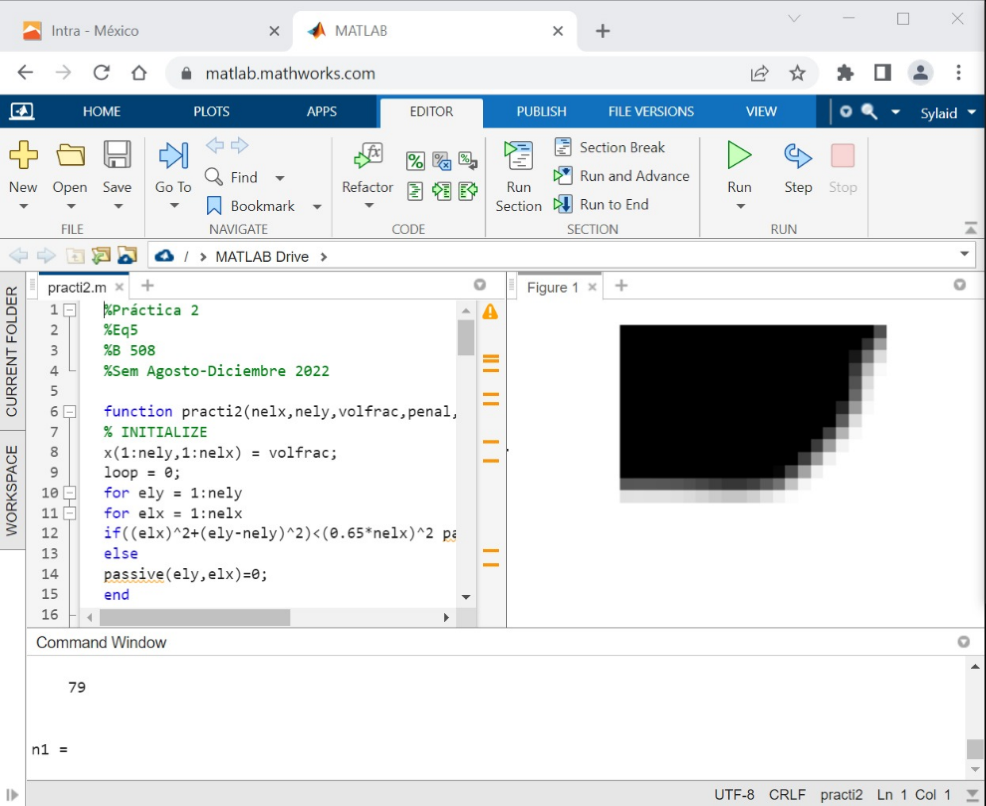 Intra - México
MATLAB
matlab.mathworks.com
HOME PLOTS APPS EDITOR PUBLISH FILE VERSIONS VIEW Sylaid
New Open Save Go To Find Bookmark Refactor Run Section Section Break Run and Advance Run to End Run Step Stop
FILE NAVIGATE CODE SECTION RUN
/ > MATLAB Drive >
CURRENT FOLDER
WORKSPACE
practi2.m
Figure 1
1 %Práctica 2
2 %Eq5
3 %B 508
4 %Sem Agosto-Diciembre 2022
5
6 function practi2(nelx,nely,volfrac,penal,
7 % INITIALIZE
8 x(1:nely,1:nelx) = volfrac;
9 loop = 0;
10 for ely = 1:nely
11 for elx = 1:nelx
12 if((elx)^2+(ely-nely)^2)<(0.65*nelx)^2 pa
13 else
14 passive(ely,elx)=0;
15 end
16
Command Window
79
n1 =
UTF-8 CRLF practi2 Ln 1 Col 1